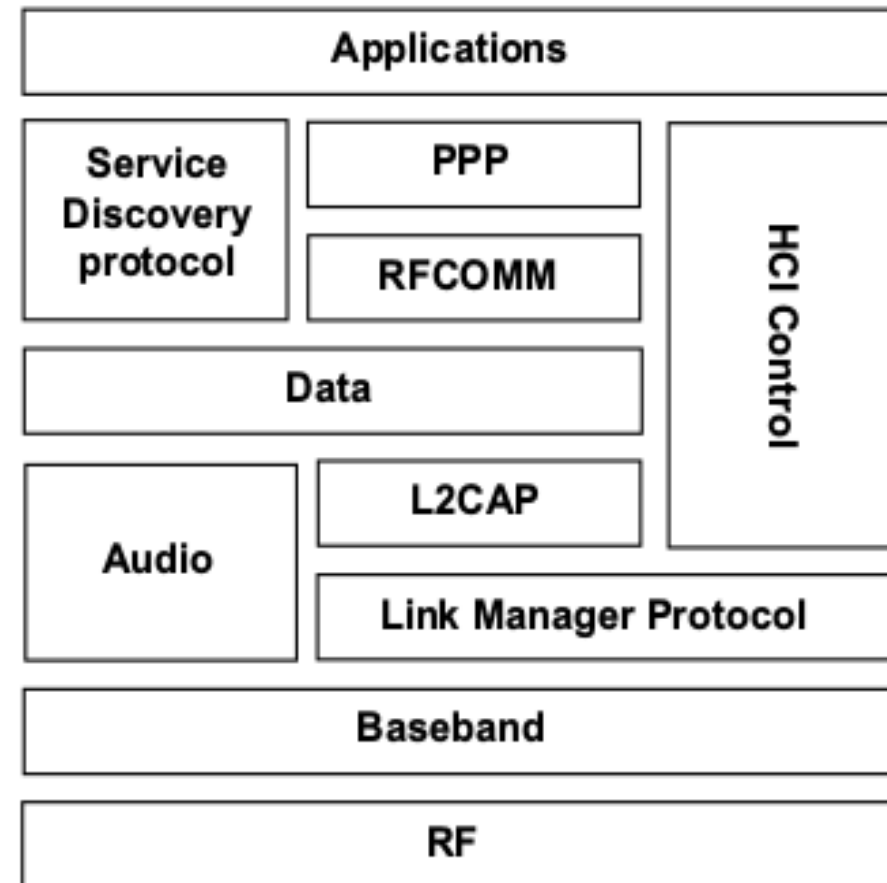 Applications
Service
Discovery
protocol
PPP
RFCOMM
HCI Control
Data
Audio
L2CAP
Link Manager Protocol
Baseband
RF